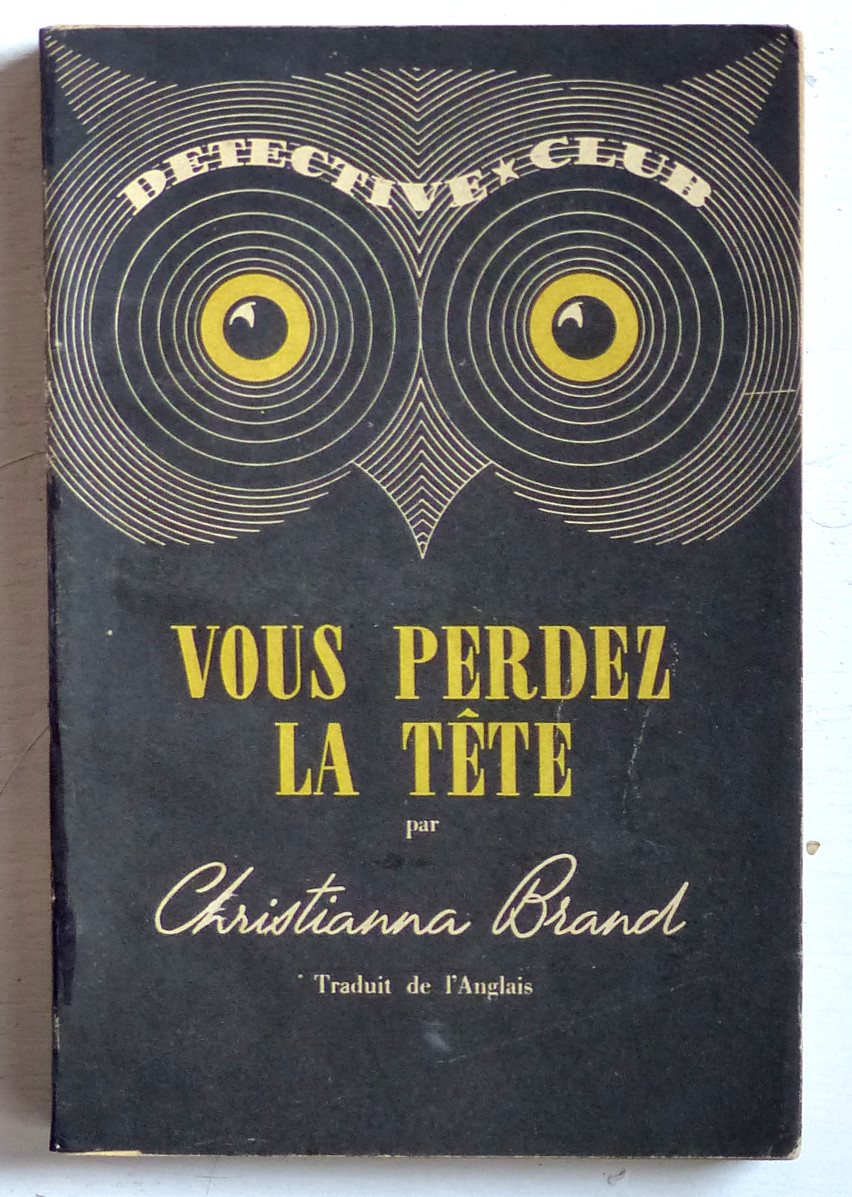 DETECTIVE★CLUB
VOUS PERDEZ
LA TÊTE
par
Christianna Brand
Traduit de l'Anglais